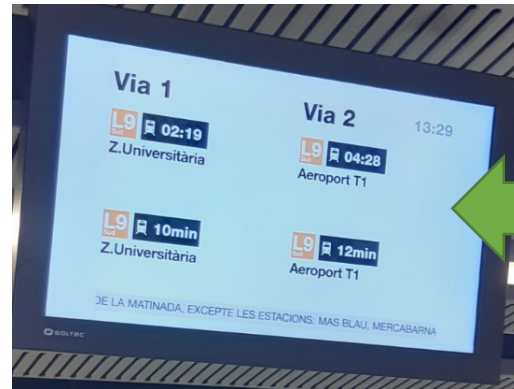 Via 1
L9 Sud 02:19
Z.Universitària
L9 Sud 10min
Z.Universitària
Via 2
13:29
L9 Sud 04:28
Aeroport T1
L9 Sud 12min
Aeroport T1
DE LA MATINADA, EXCEPTE LES ESTACIONS: MAS BLAU, MERCABARNA
SOLTEC